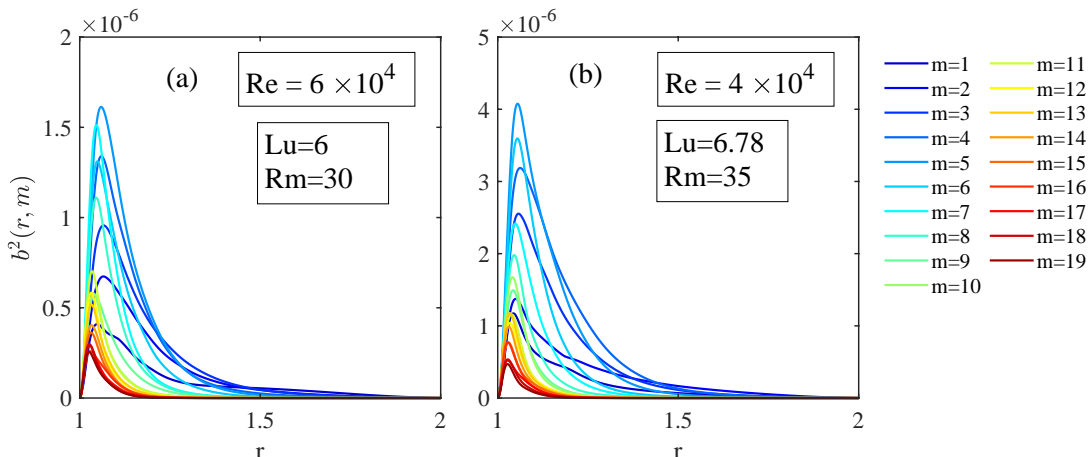 ×10⁻⁶
2
1.5
1
0.5
0
b²(r, m)
(a)
Re = 6 ×10⁴
Lu=6
Rm=30
1
1.5
2
r
×10⁻⁶
5
4
3
2
1
0
(b)
Re = 4 ×10⁴
Lu=6.78
Rm=35
1
1.5
2
r
m=1
m=2
m=3
m=4
m=5
m=6
m=7
m=8
m=9
m=10
m=11
m=12
m=13
m=14
m=15
m=16
m=17
m=18
m=19